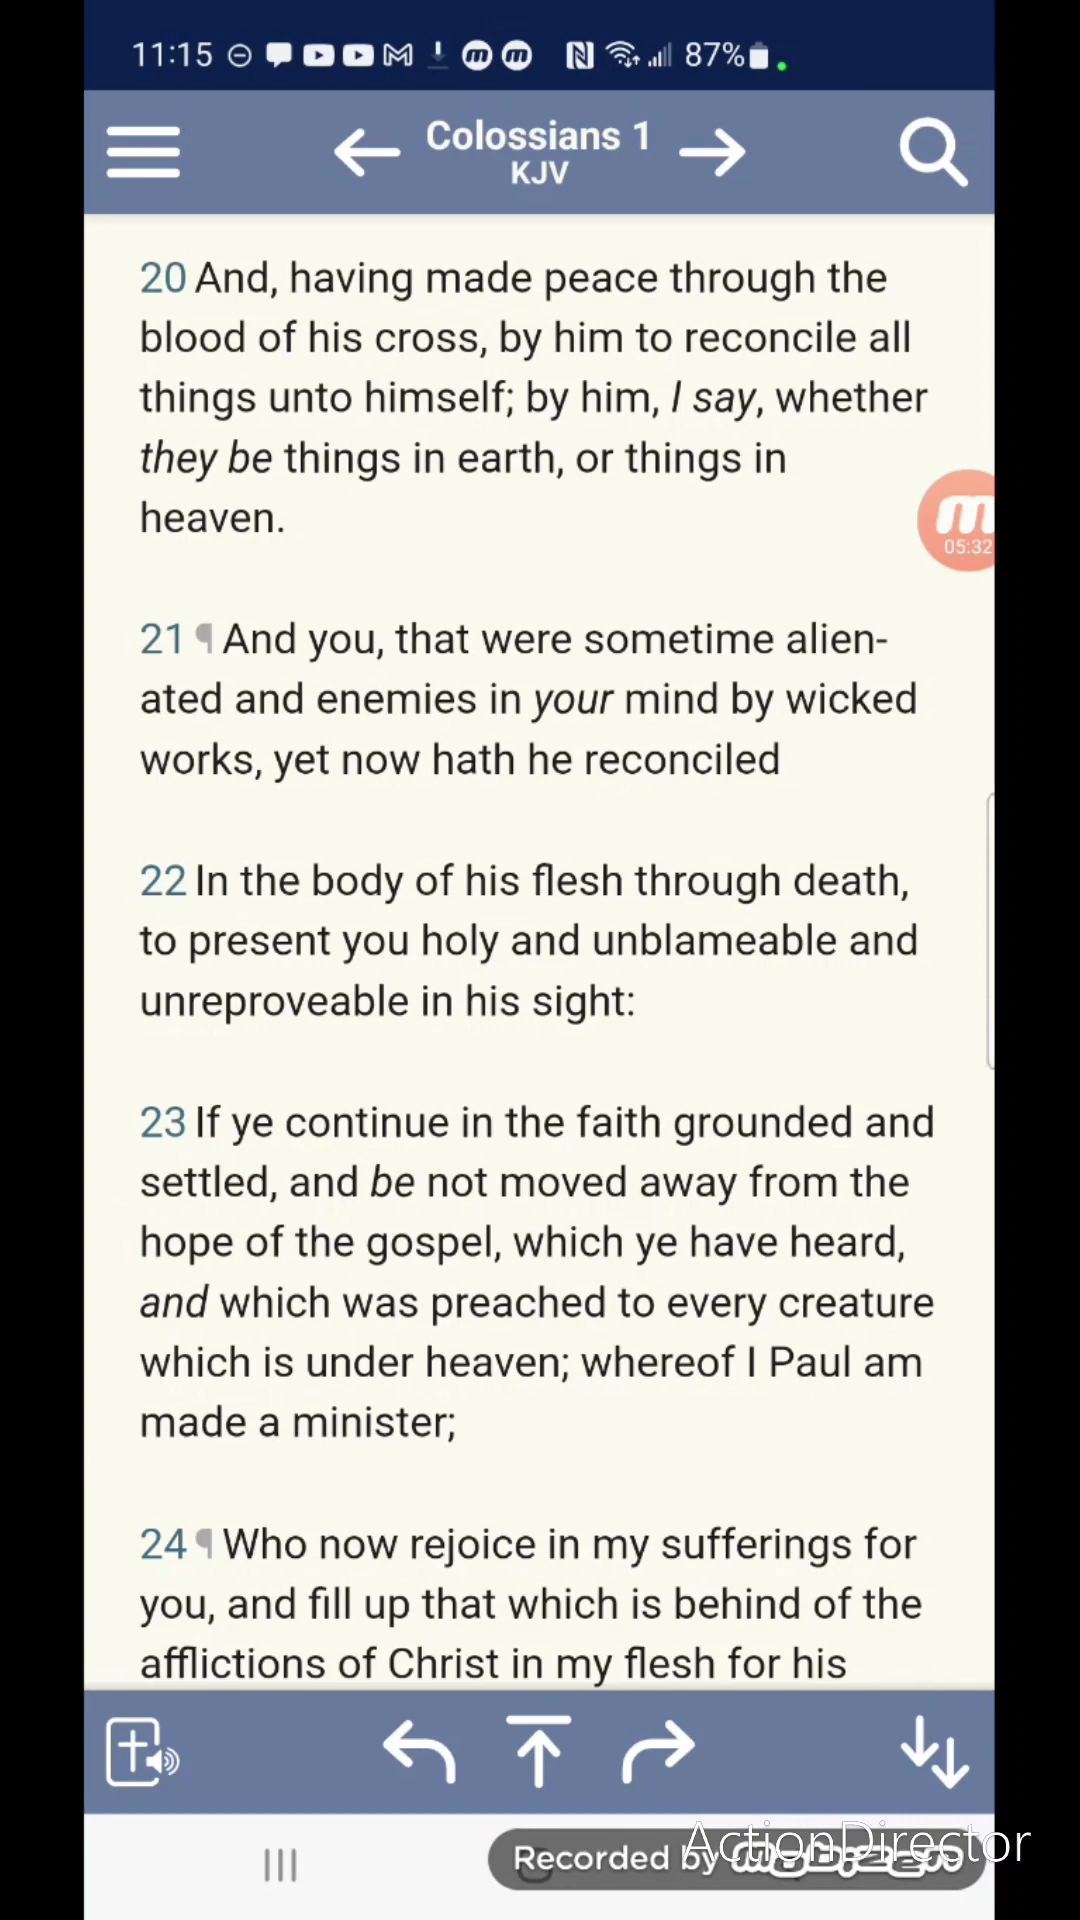 11:15 87%
Colossians 1
KJV
20 And, having made peace through the
blood of his cross, by him to reconcile all
things unto himself; by him, I say, whether
they be things in earth, or things in
heaven.
05:32
21 ¶ And you, that were sometime alien-
ated and enemies in your mind by wicked
works, yet now hath he reconciled
22 In the body of his flesh through death,
to present you holy and unblameable and
unreproveable in his sight:
23 If ye continue in the faith grounded and
settled, and be not moved away from the
hope of the gospel, which ye have heard,
and which was preached to every creature
which is under heaven; whereof I Paul am
made a minister;
24 ¶ Who now rejoice in my sufferings for
you, and fill up that which is behind of the
afflictions of Christ in my flesh for his
ActionDirector
Recorded by